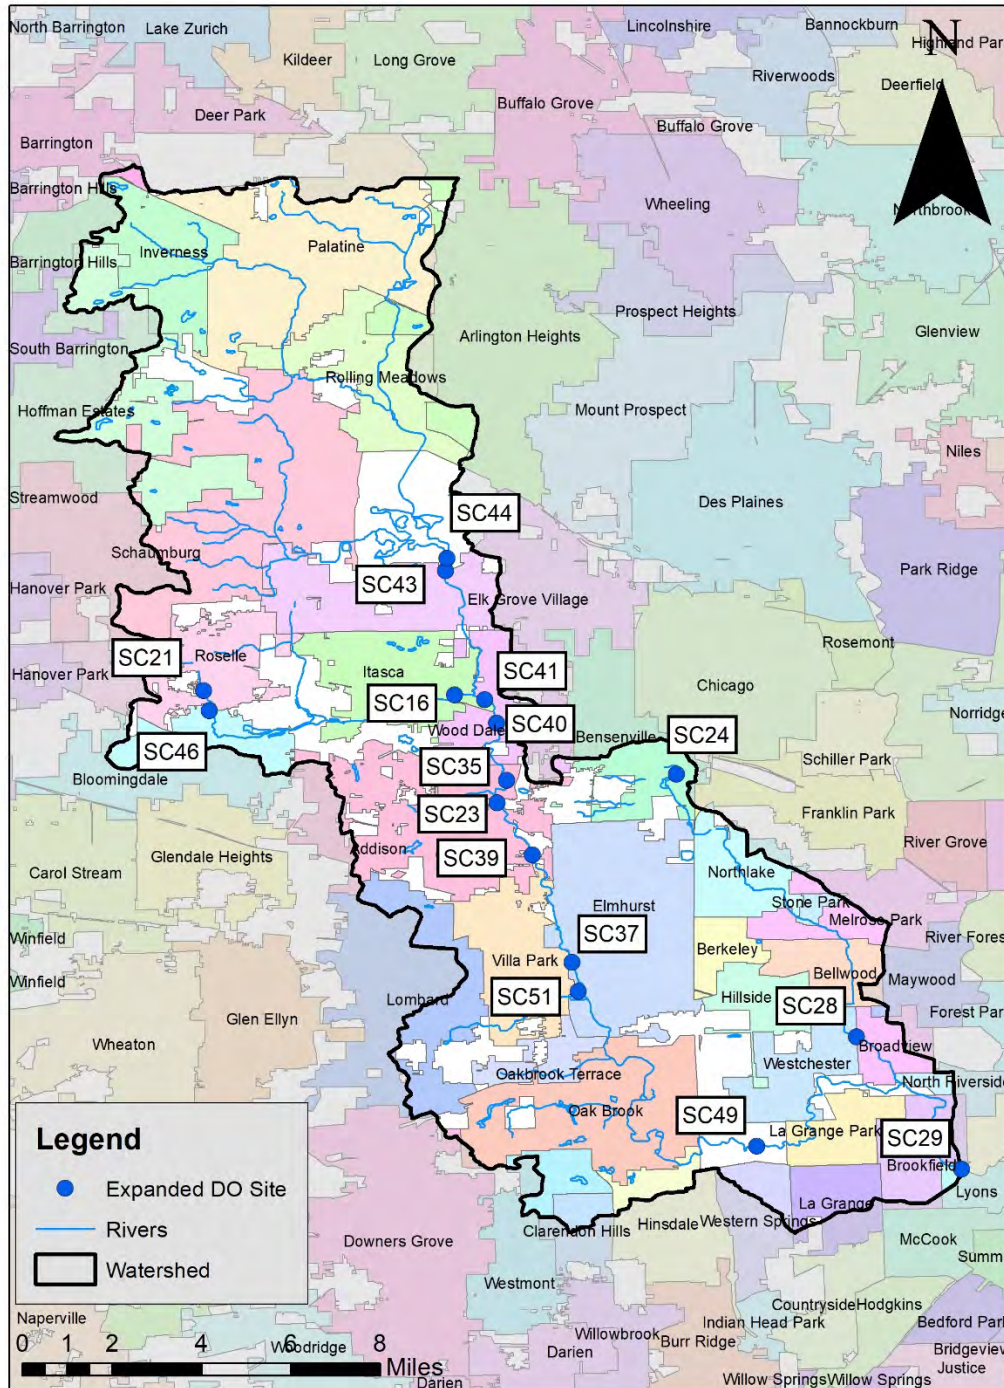 North Barrington
Lake Zurich
Lincolnshire
Bannockburn
N
Kildeer
Long Grove
Highland Par
Riverwoods
Deerfield
Buffalo Grove
Deer Park
Buffalo Grove
Barrington
Barrington Hills
Wheeling
Northbrook
Inverness
Palatine
Barrington Hills
Prospect Heights
Glenview
Arlington Heights
South Barrington
Rolling Meadows
Hoffman Estates
Mount Prospect
Niles
Streamwood
Des Plaines
SC44
Schaumburg
Park Ridge
SC43
Hanover Park
Elk Grove Village
Rosemont
SC21
Roselle
Hanover Park
Itasca
SC41
Chicago
SC16
Norridge
SC46
Wood Dale
SC40
Bensenville
SC24
Schiller Park
Bloomingdale
SC35
SC23
Franklin Park
River Grove
Addison
SC39
Glendale Heights
Carol Stream
Northlake
Stone Park
Elmhurst
Melrose Park
River Fores
Winfield
SC37
Berkeley
Villa Park
Bellwood
Maywood
Winfield
SC51
Hillside
SC28
Lombard
Forest Par
Glen Ellyn
Wheaton
Broadview
Westchester
Oakbrook Terrace
North Riverside
Oak Brook
SC49
La Grange Park
SC29
Brookfield
Lyons
Legend
Expanded DO Site
Rivers
Watershed
La Grange
Western Springs
Hinsdale
Clarendon Hills
Downers Grove
McCook
Summ
Westmont
Countryside
Hodgkins
Naperville
Indian Head Park
Bedford Park
Willowbrook
Burr Ridge
Woodridge
Darien
Bridgeview
Justice
0 1 2 4 6 8
Miles
Darien
Willow Springs
Willow Springs